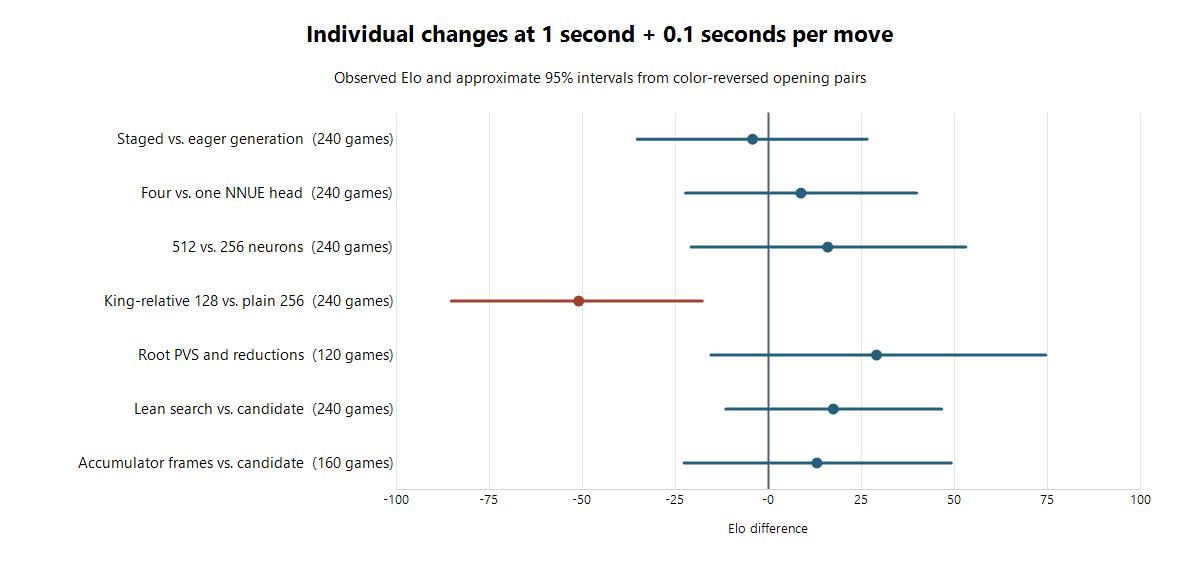 Individual changes at 1 second + 0.1 seconds per move
Observed Elo and approximate 95% intervals from color-reversed opening pairs
Staged vs. eager generation (240 games)
Four vs. one NNUE head (240 games)
512 vs. 256 neurons (240 games)
King-relative 128 vs. plain 256 (240 games)
Root PVS and reductions (120 games)
Lean search vs. candidate (240 games)
Accumulator frames vs. candidate (160 games)
-100 -75 -50 -25 -0 25 50 75 100
Elo difference